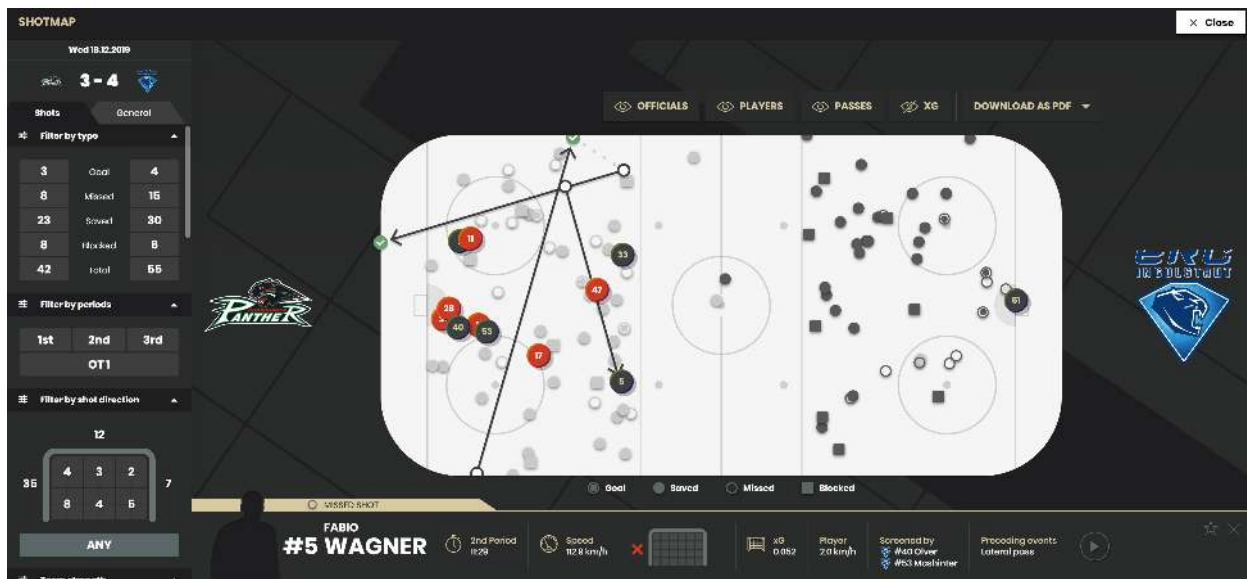 SHOTMAP
× Close
Wed 18.12.2019
3 - 4
Shots General
Filter by type
3 Goal 4
8 Missed 15
23 Saved 30
8 Blocked 6
42 Total 55
Filter by periods
1st 2nd 3rd
OT1
Filter by shot direction
12
35 4 3 2 7
8 4 5
ANY
OFFICIALS PLAYERS PASSES XG DOWNLOAD AS PDF
PANTHER
ERC
INGOLSTADT
11
33
47
28
40
53
17
5
51
Goal Saved Missed Blocked
MISSED SHOT
FABIO
#5 WAGNER
2nd Period
11:29
Speed
112.8 km/h
xG
0.052
Player
2.0 km/h
Screened by
#40 Olver
#53 Mashinter
Preceding events
Lateral pass